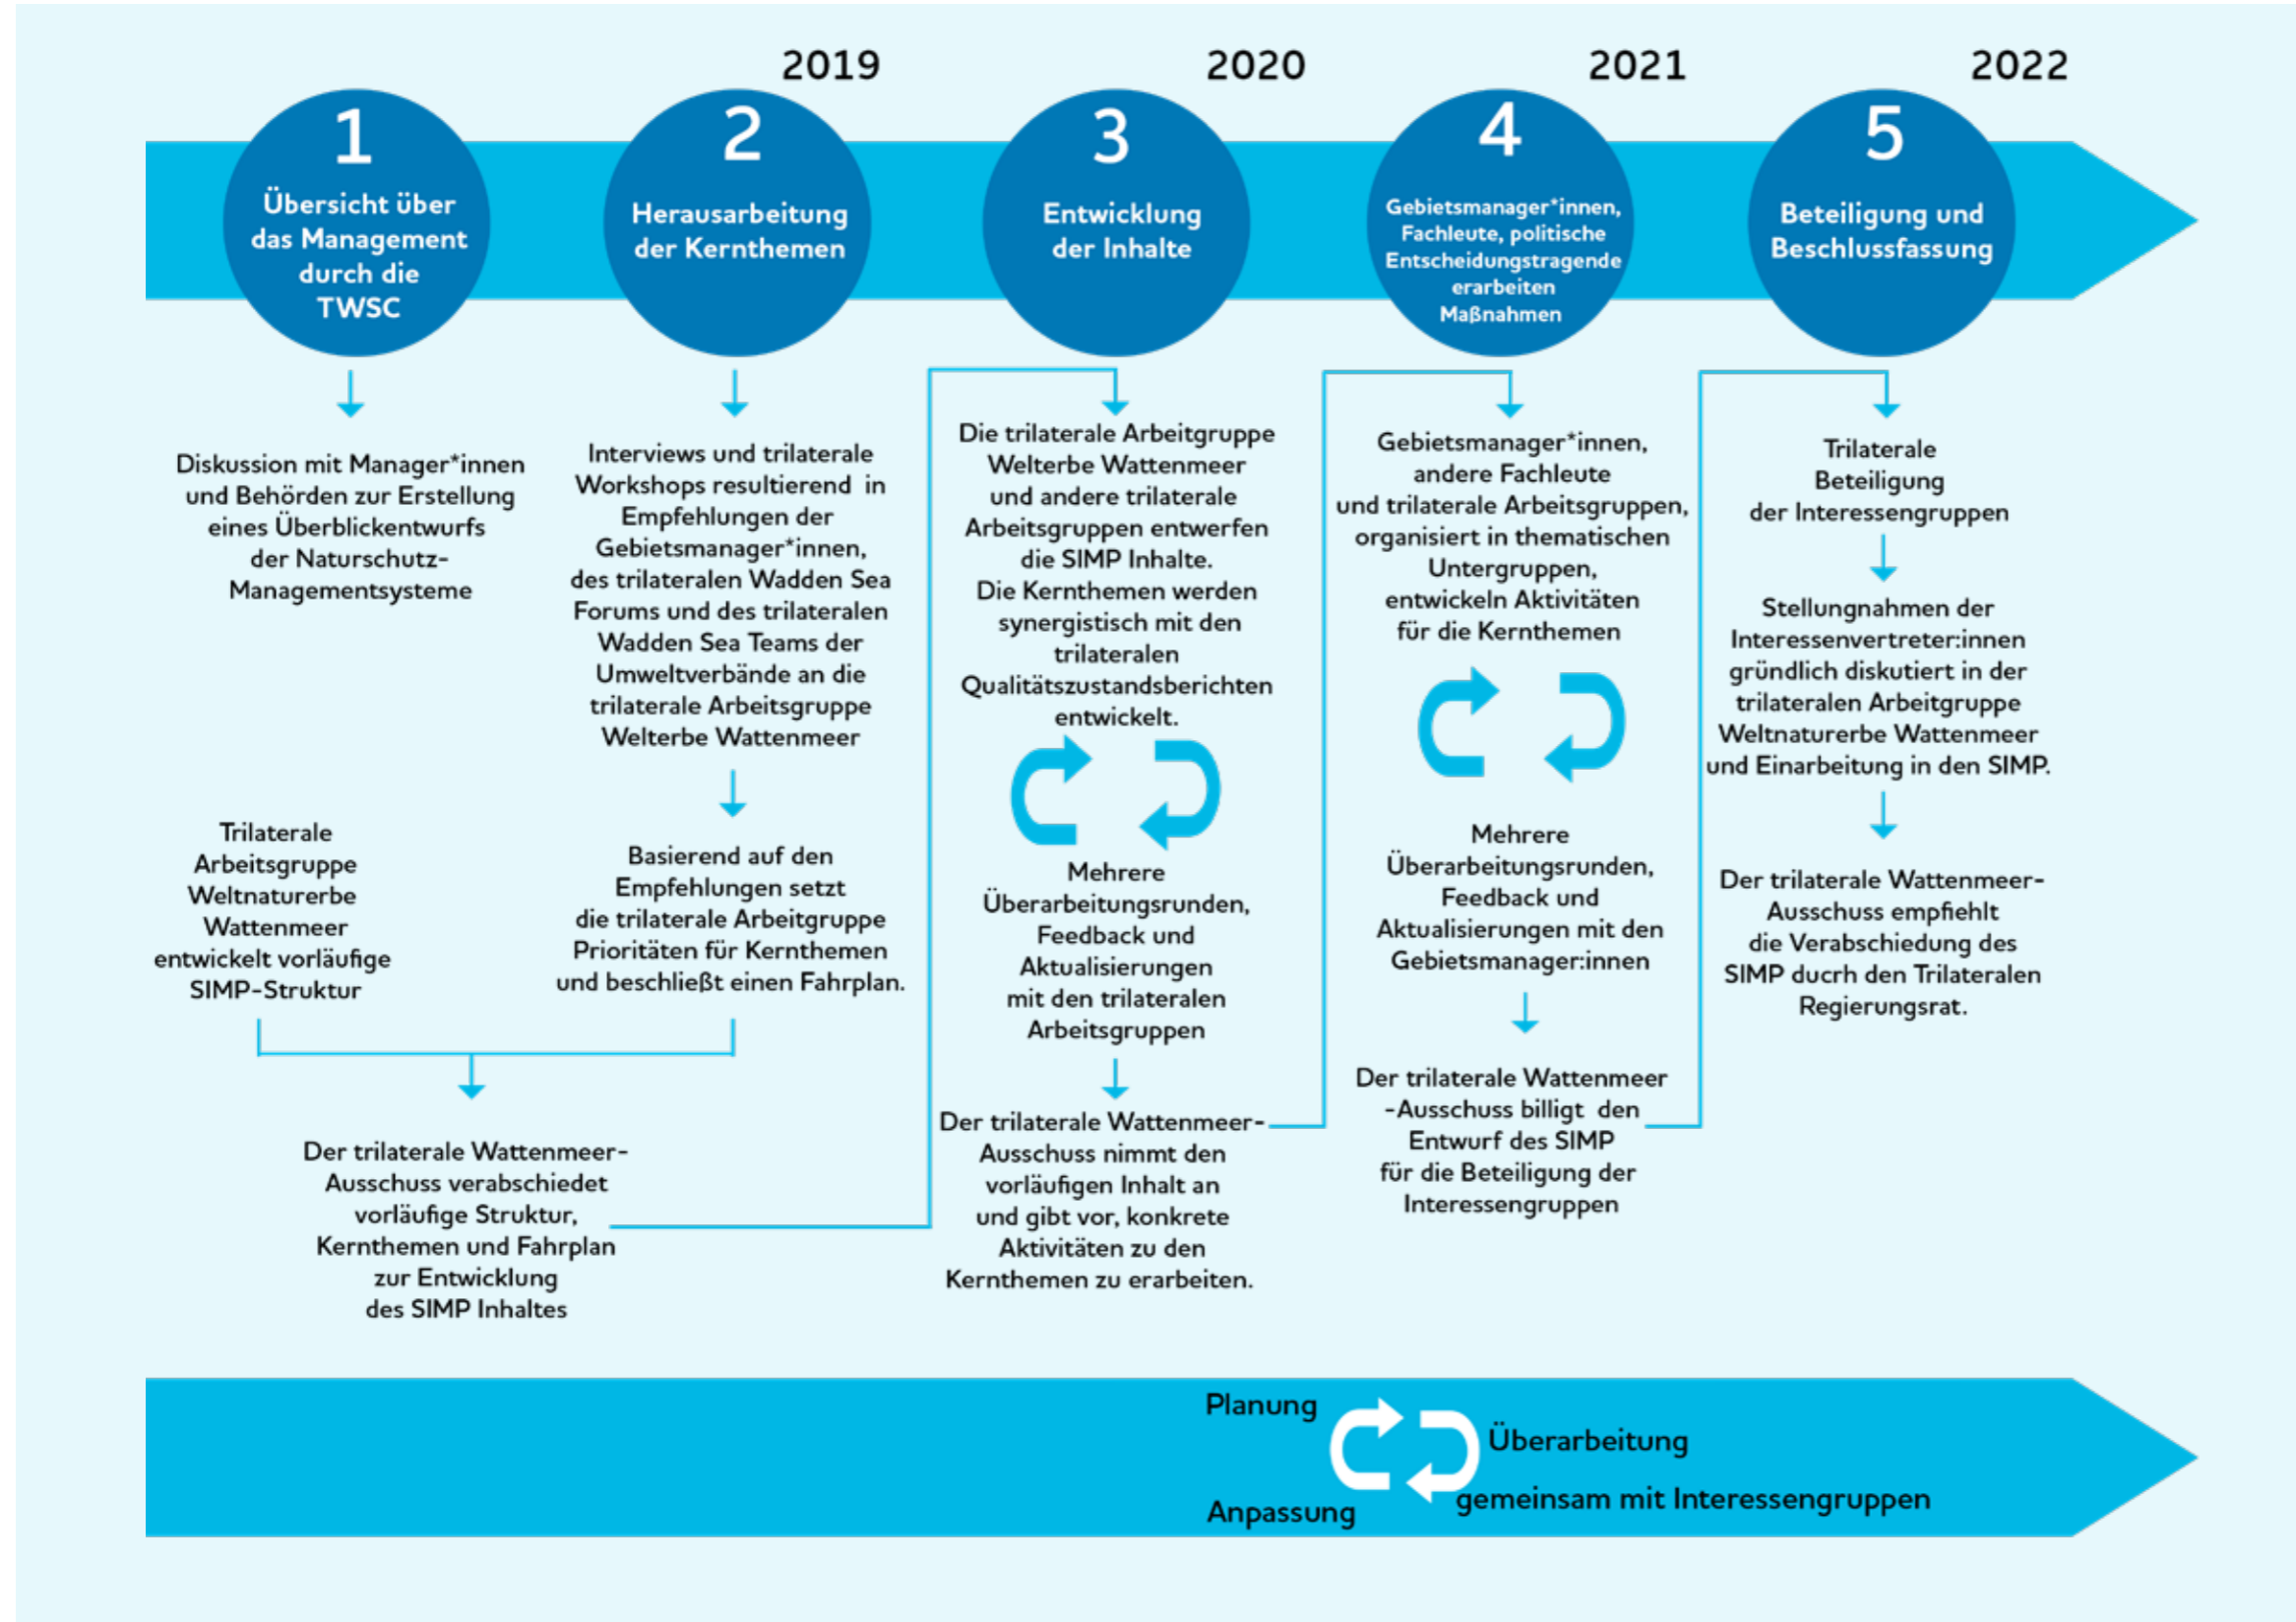 2019
2020
2021
2022
1
Übersicht über
das Management
durch die
TWSC
2
Herausarbeitung
der Kernthemen
3
Entwicklung
der Inhalte
4
Gebietsmanager*innen,
Fachleute, politische
Entscheidungstragende
erarbeiten
Maßnahmen
5
Beteiligung und
Beschlussfassung
Diskussion mit Manager*innen
und Behörden zur Erstellung
eines Überblickentwurfs
der Naturschutz-
Managementsysteme
Trilaterale
Arbeitsgruppe
Weltnaturerbe
Wattenmeer
entwickelt vorläufige
SIMP-Struktur
Interviews und trilaterale
Workshops resultierend in
Empfehlungen der
Gebietsmanager*innen,
des trilateralen Wadden Sea
Forums und des trilateralen
Wadden Sea Teams der
Umweltverbände an die
trilaterale Arbeitsgruppe
Welterbe Wattenmeer
Basierend auf den
Empfehlungen setzt
die trilaterale Arbeitgruppe
Prioritäten für Kernthemen
und beschließt einen Fahrplan.
Der trilaterale Wattenmeer-
Ausschuss verabschiedet
vorläufige Struktur,
Kernthemen und Fahrplan
zur Entwicklung
des SIMP Inhaltes
Die trilaterale Arbeitgruppe
Welterbe Wattenmeer
und andere trilaterale
Arbeitsgruppen entwerfen
die SIMP Inhalte.
Die Kernthemen werden
synergistisch mit den
trilateralen
Qualitätszustandsberichten
entwickelt.
Mehrere
Überarbeitungsrunden,
Feedback und
Aktualisierungen
mit den trilateralen
Arbeitsgruppen
Der trilaterale Wattenmeer-
Ausschuss nimmt den
vorläufigen Inhalt an
und gibt vor, konkrete
Aktivitäten zu den
Kernthemen zu erarbeiten.
Gebietsmanager*innen,
andere Fachleute
und trilaterale Arbeitsgruppen,
organisiert in thematischen
Untergruppen,
entwickeln Aktivitäten
für die Kernthemen
Mehrere
Überarbeitungsrunden,
Feedback und
Aktualisierungen mit den
Gebietsmanager:innen
Der trilaterale Wattenmeer
-Ausschuss billigt den
Entwurf des SIMP
für die Beteiligung der
Interessengruppen
Trilaterale
Beteiligung
der Interessengruppen
Stellungnahmen der
Interessenvertreter:innen
gründlich diskutiert in der
trilateralen Arbeitgruppe
Weltnaturerbe Wattenmeer
und Einarbeitung in den SIMP.
Der trilaterale Wattenmeer-
Ausschuss empfiehlt
die Verabschiedung des
SIMP ducrh den Trilateralen
Regierungsrat.
Planung
Überarbeitung
gemeinsam mit Interessengruppen
Anpassung